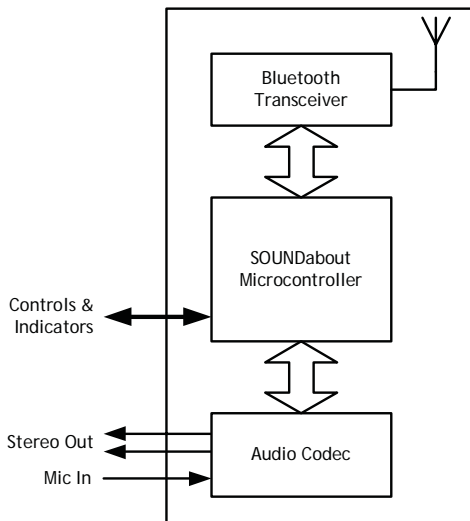 Bluetooth
Transceiver
SOUNDabout
Microcontroller
Controls &
Indicators
Stereo Out
Audio Codec
Mic In